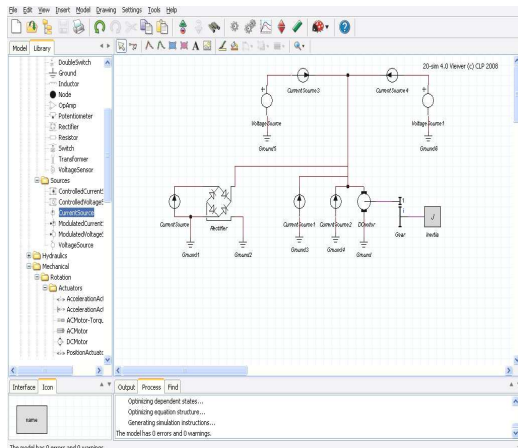 File Edit View Insert Model Drawing Settings Tools Help
Model Library
DoubleSwitch
Ground
Inductor
Node
OpAmp
Potentiometer
Rectifier
Resistor
Switch
Transformer
VoltageSensor
Sources
ControlledCurrent
ControlledVoltage
CurrentSource
ModulatedCurrent
ModulatedVoltage
VoltageSource
Hydraulics
Mechanical
Rotation
Actuators
AccelerationAct
AccelerationAct
ACMotor-Torqu
ACMotor
DCMotor
PositionActuato
20-sim 4.0 Viewer (c) CLP 2008
CurrentSource3
CurrentSource4
VoltageSource
VoltageSource1
Ground5
Ground6
CurrentSource
Rectifier
CurrentSource1
CurrentSource2
DCmotor
Gear
J
Inertia
Ground1
Ground2
Ground3
Ground4
Ground
Interface Icon
name
Output Process Find
Optimizing dependent states...
Optimizing equation structure...
Generating simulation instructions...
The model has 0 errors and 0 warnings.
The model has 0 errors and 0 warnings